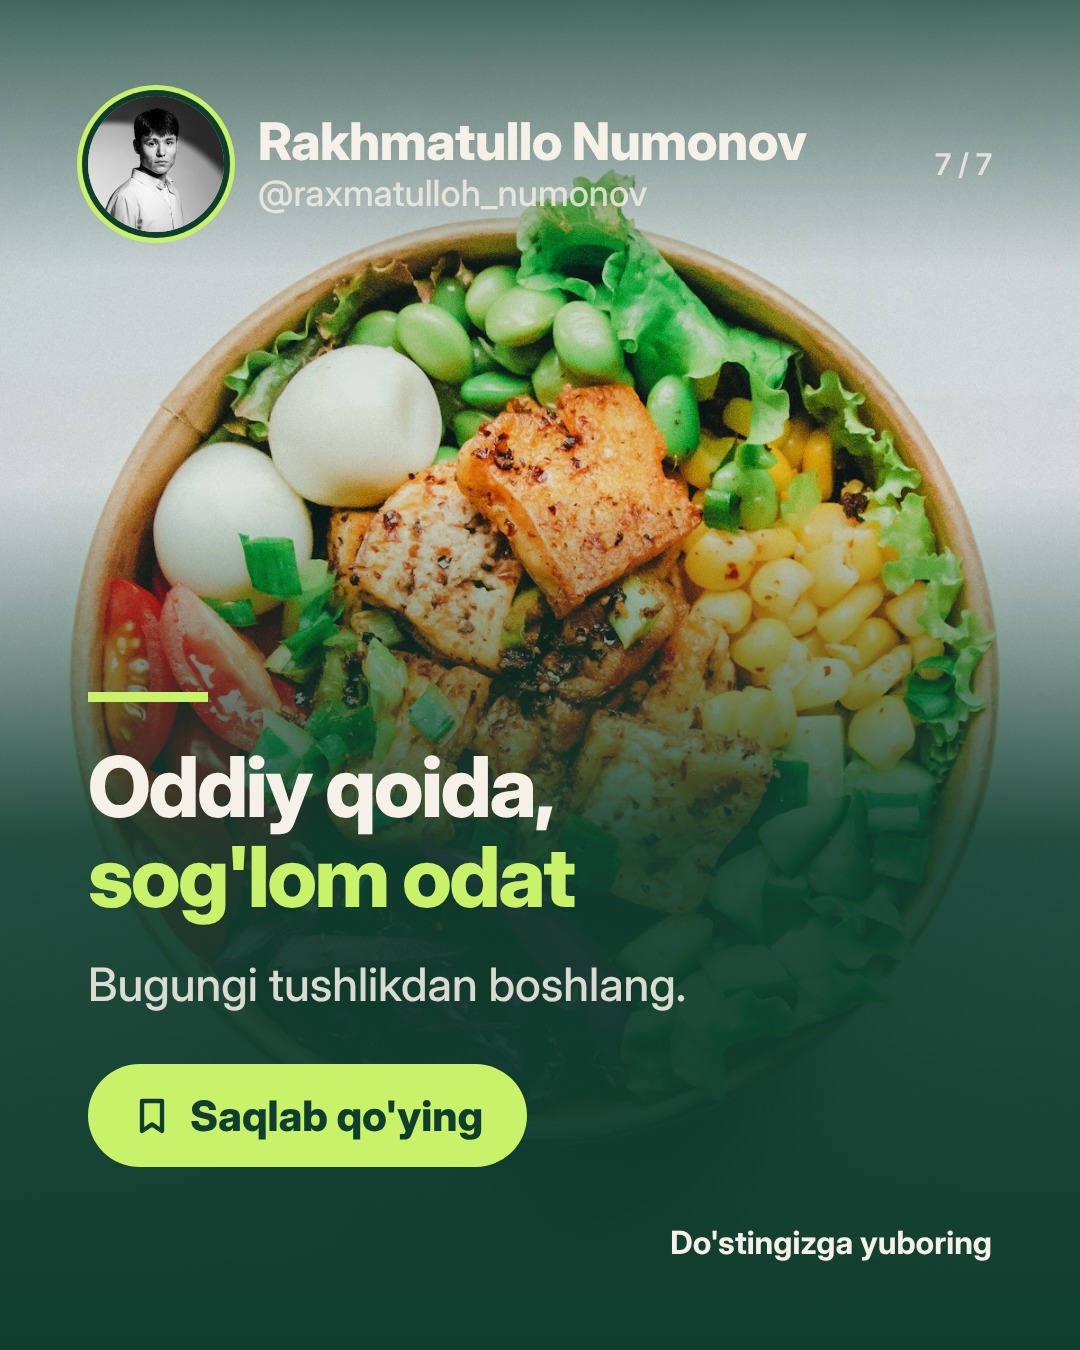 Rakhmatullo Numonov
@raxmatulloh_numonov
7 / 7
Oddiy qoida,
sog'lom odat
Bugungi tushlikdan boshlang.
Saqlab qo'ying
Do'stingizga yuboring